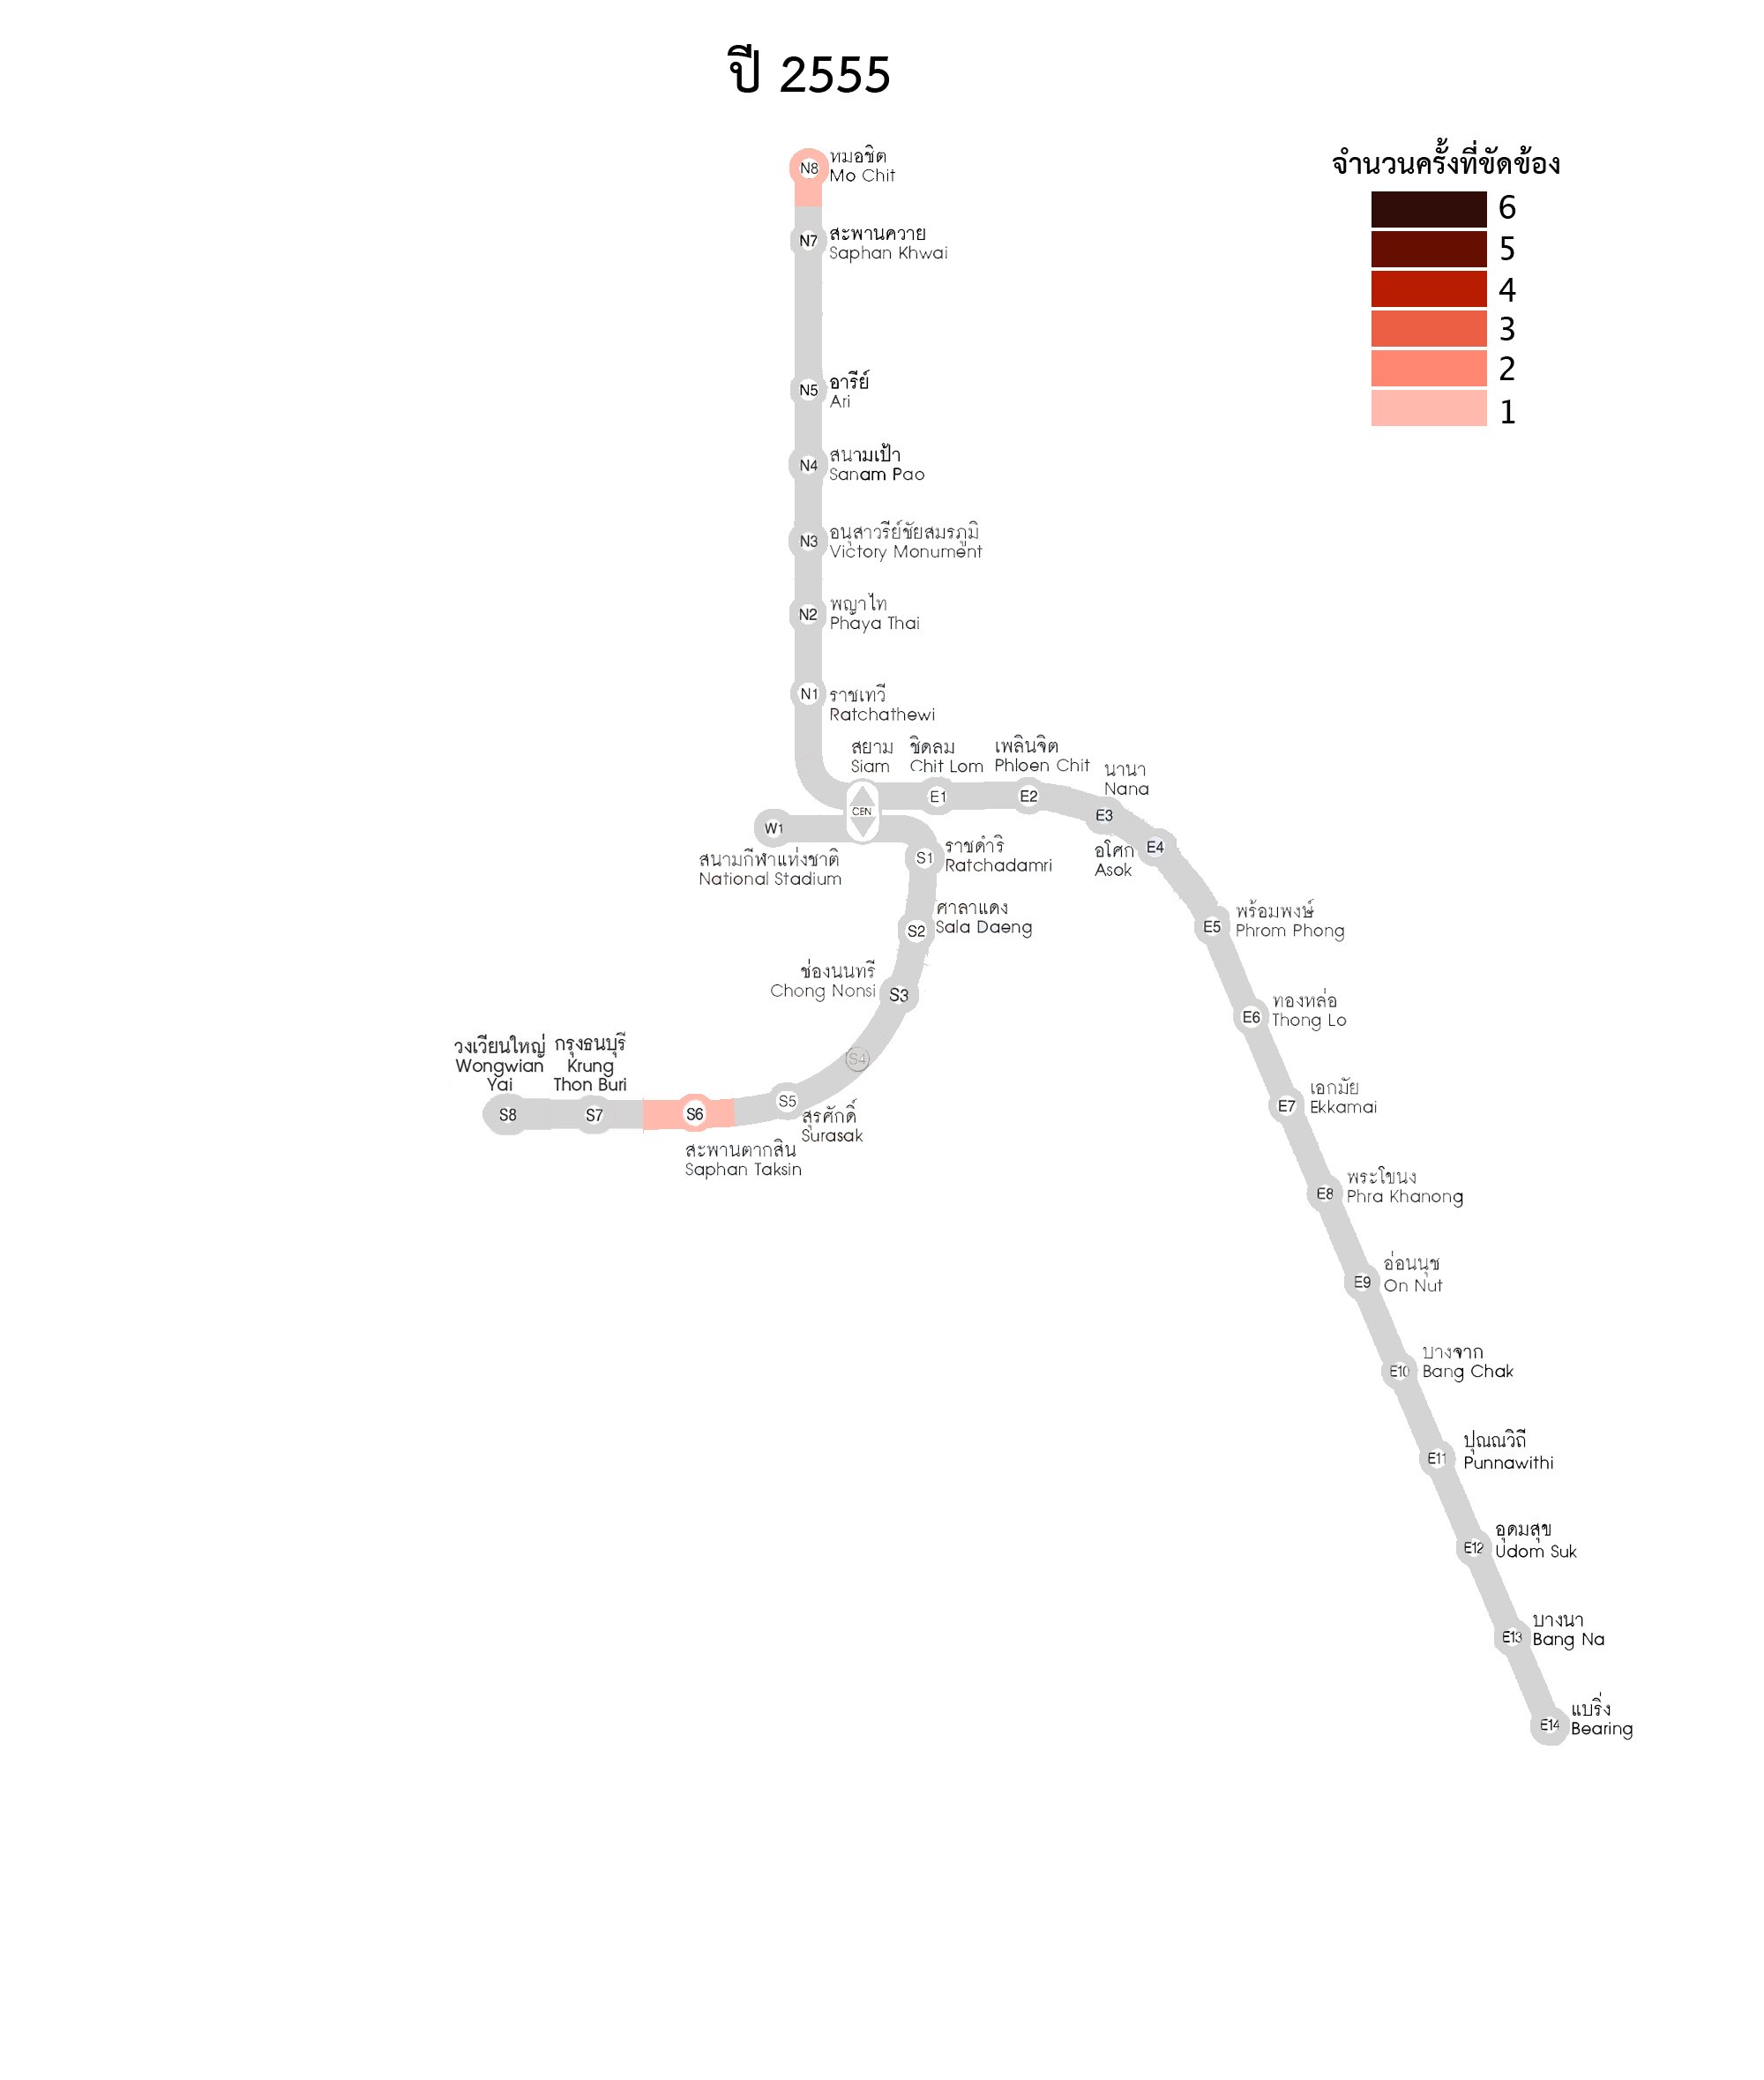 ปี 2555
จำนวนครั้งที่ขัดข้อง
6
5
4
3
2
1
N8
หมอชิต
Mo Chit
N7
สะพานควาย
Saphan Khwai
N5
อารีย์
Ari
N4
สนามเป้า
Sanam Pao
N3
อนุสาวรีย์ชัยสมรภูมิ
Victory Monument
N2
พญาไท
Phaya Thai
N1
ราชเทวี
Ratchathewi
สยาม
Siam
CEN
ชิดลม
Chit Lom
E1
เพลินจิต
Phloen Chit
E2
นานา
Nana
E3
อโศก
Asok
E4
W1
สนามกีฬาแห่งชาติ
National Stadium
S1
ราชดำริ
Ratchadamri
S2
ศาลาแดง
Sala Daeng
ช่องนนทรี
Chong Nonsi
S3
S4
S5
สุรศักดิ์
Surasak
S6
สะพานตากสิน
Saphan Taksin
กรุงธนบุรี
Krung
Thon Buri
S7
วงเวียนใหญ่
Wongwian
Yai
S8
E5
พร้อมพงษ์
Phrom Phong
E6
ทองหล่อ
Thong Lo
E7
เอกมัย
Ekkamai
E8
พระโขนง
Phra Khanong
E9
อ่อนนุช
On Nut
E10
บางจาก
Bang Chak
E11
ปุณณวิถี
Punnawithi
E12
อุดมสุข
Udom Suk
E13
บางนา
Bang Na
E14
แบริ่ง
Bearing